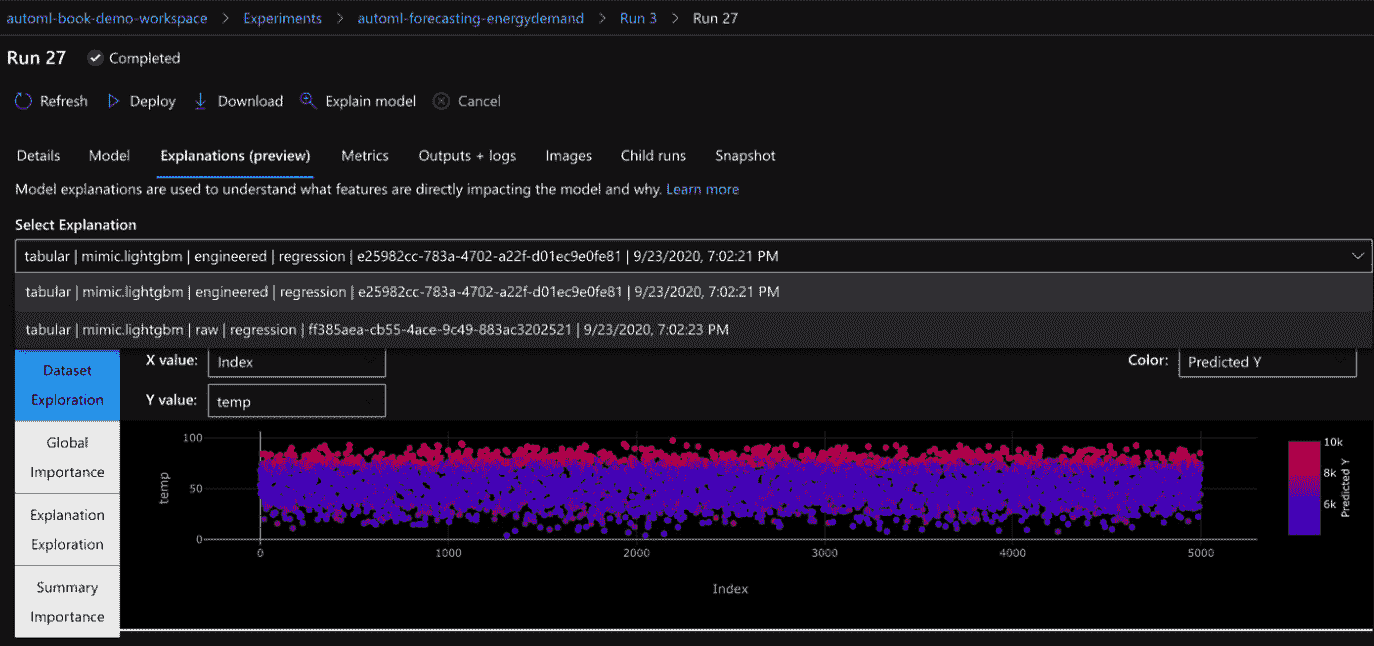 automl-book-demo-workspace > Experiments > automl-forecasting-energydemand > Run 3 > Run 27
Run 27 Completed
Refresh Deploy Download Explain model Cancel
Details Model Explanations (preview) Metrics Outputs + logs Images Child runs Snapshot
Model explanations are used to understand what features are directly impacting the model and why. Learn more
Select Explanation
tabular | mimic.lightgbm | engineered | regression | e25982cc-783a-4702-a22f-d01ec9e0fe81 | 9/23/2020, 7:02:21 PM
tabular | mimic.lightgbm | engineered | regression | e25982cc-783a-4702-a22f-d01ec9e0fe81 | 9/23/2020, 7:02:21 PM
tabular | mimic.lightgbm | raw | regression | ff385aea-cb55-4ace-9c49-883ac3202521 | 9/23/2020, 7:02:23 PM
Dataset
Exploration
Global
Importance
Explanation
Exploration
Summary
Importance
X value: Index
Y value: temp
Color: Predicted Y
100
50
0
temp
0 1000 2000 3000 4000 5000
Index
10k
8k
6k
Predicted Y